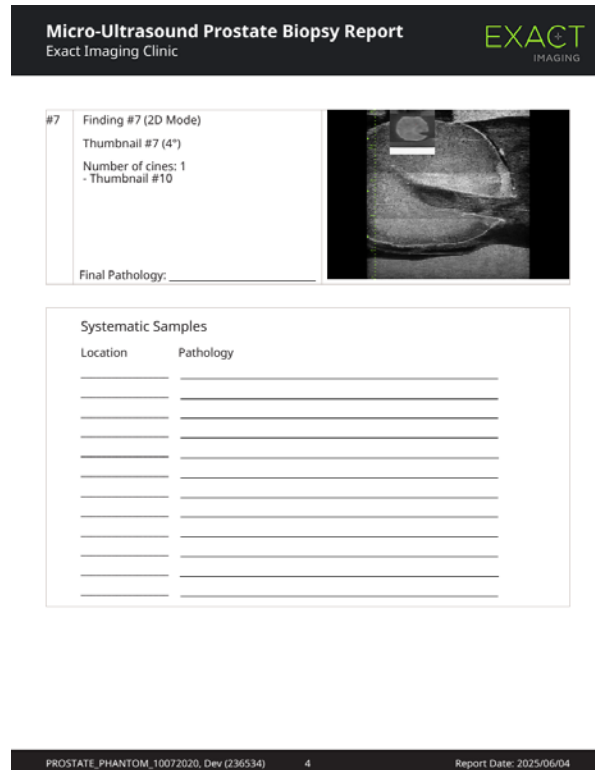 Micro-Ultrasound Prostate Biopsy Report
Exact Imaging Clinic
EXACT
IMAGING
#7
Finding #7 (2D Mode)
Thumbnail #7 (4°)
Number of cines: 1
- Thumbnail #10
Final Pathology:
Systematic Samples
Location Pathology
PROSTATE_PHANTOM_10072020, Dev (236534) 4 Report Date: 2025/06/04